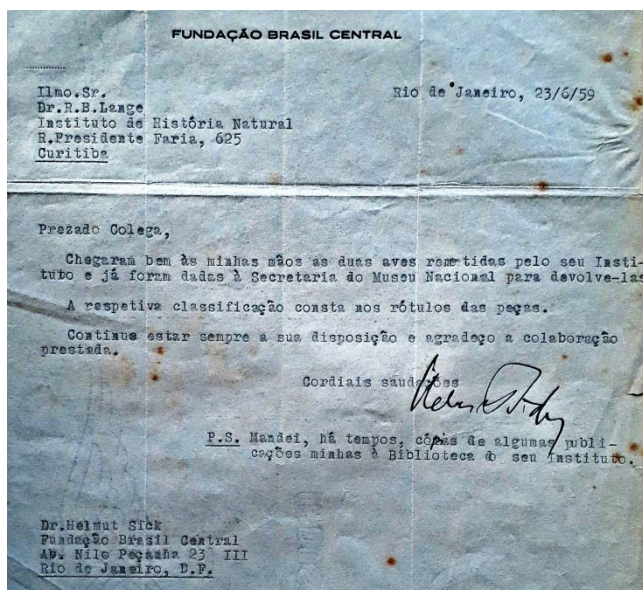 FUNDAÇÃO BRASIL CENTRAL
Ilmo.Sr.
Rio de Janeiro, 23/6/59
Dr.R.B.Lange
Instituto de História Natural
R.Presidente Faria, 625
Curitiba
Prezado Colega,
Chegaram bem às minhas mãos as duas aves remetidas pelo seu Insti-
tuto e já foram dadas à Secretaria do Museu Nacional para devolve-las
A respetiva classificação consta nos rótulos das peças.
Continuo estar sempre a sua disposição e agradeço a colaboração
prestada.
Cordiais saudações
P.S. Mandei, há tempos, cópias de algumas publi-
cações minhas à Biblioteca do seu Instituto.
Dr.Helmut Sick
Fundação Brasil Central
Av. Nilo Peçanha 23 III
Rio de Janeiro, D.F.